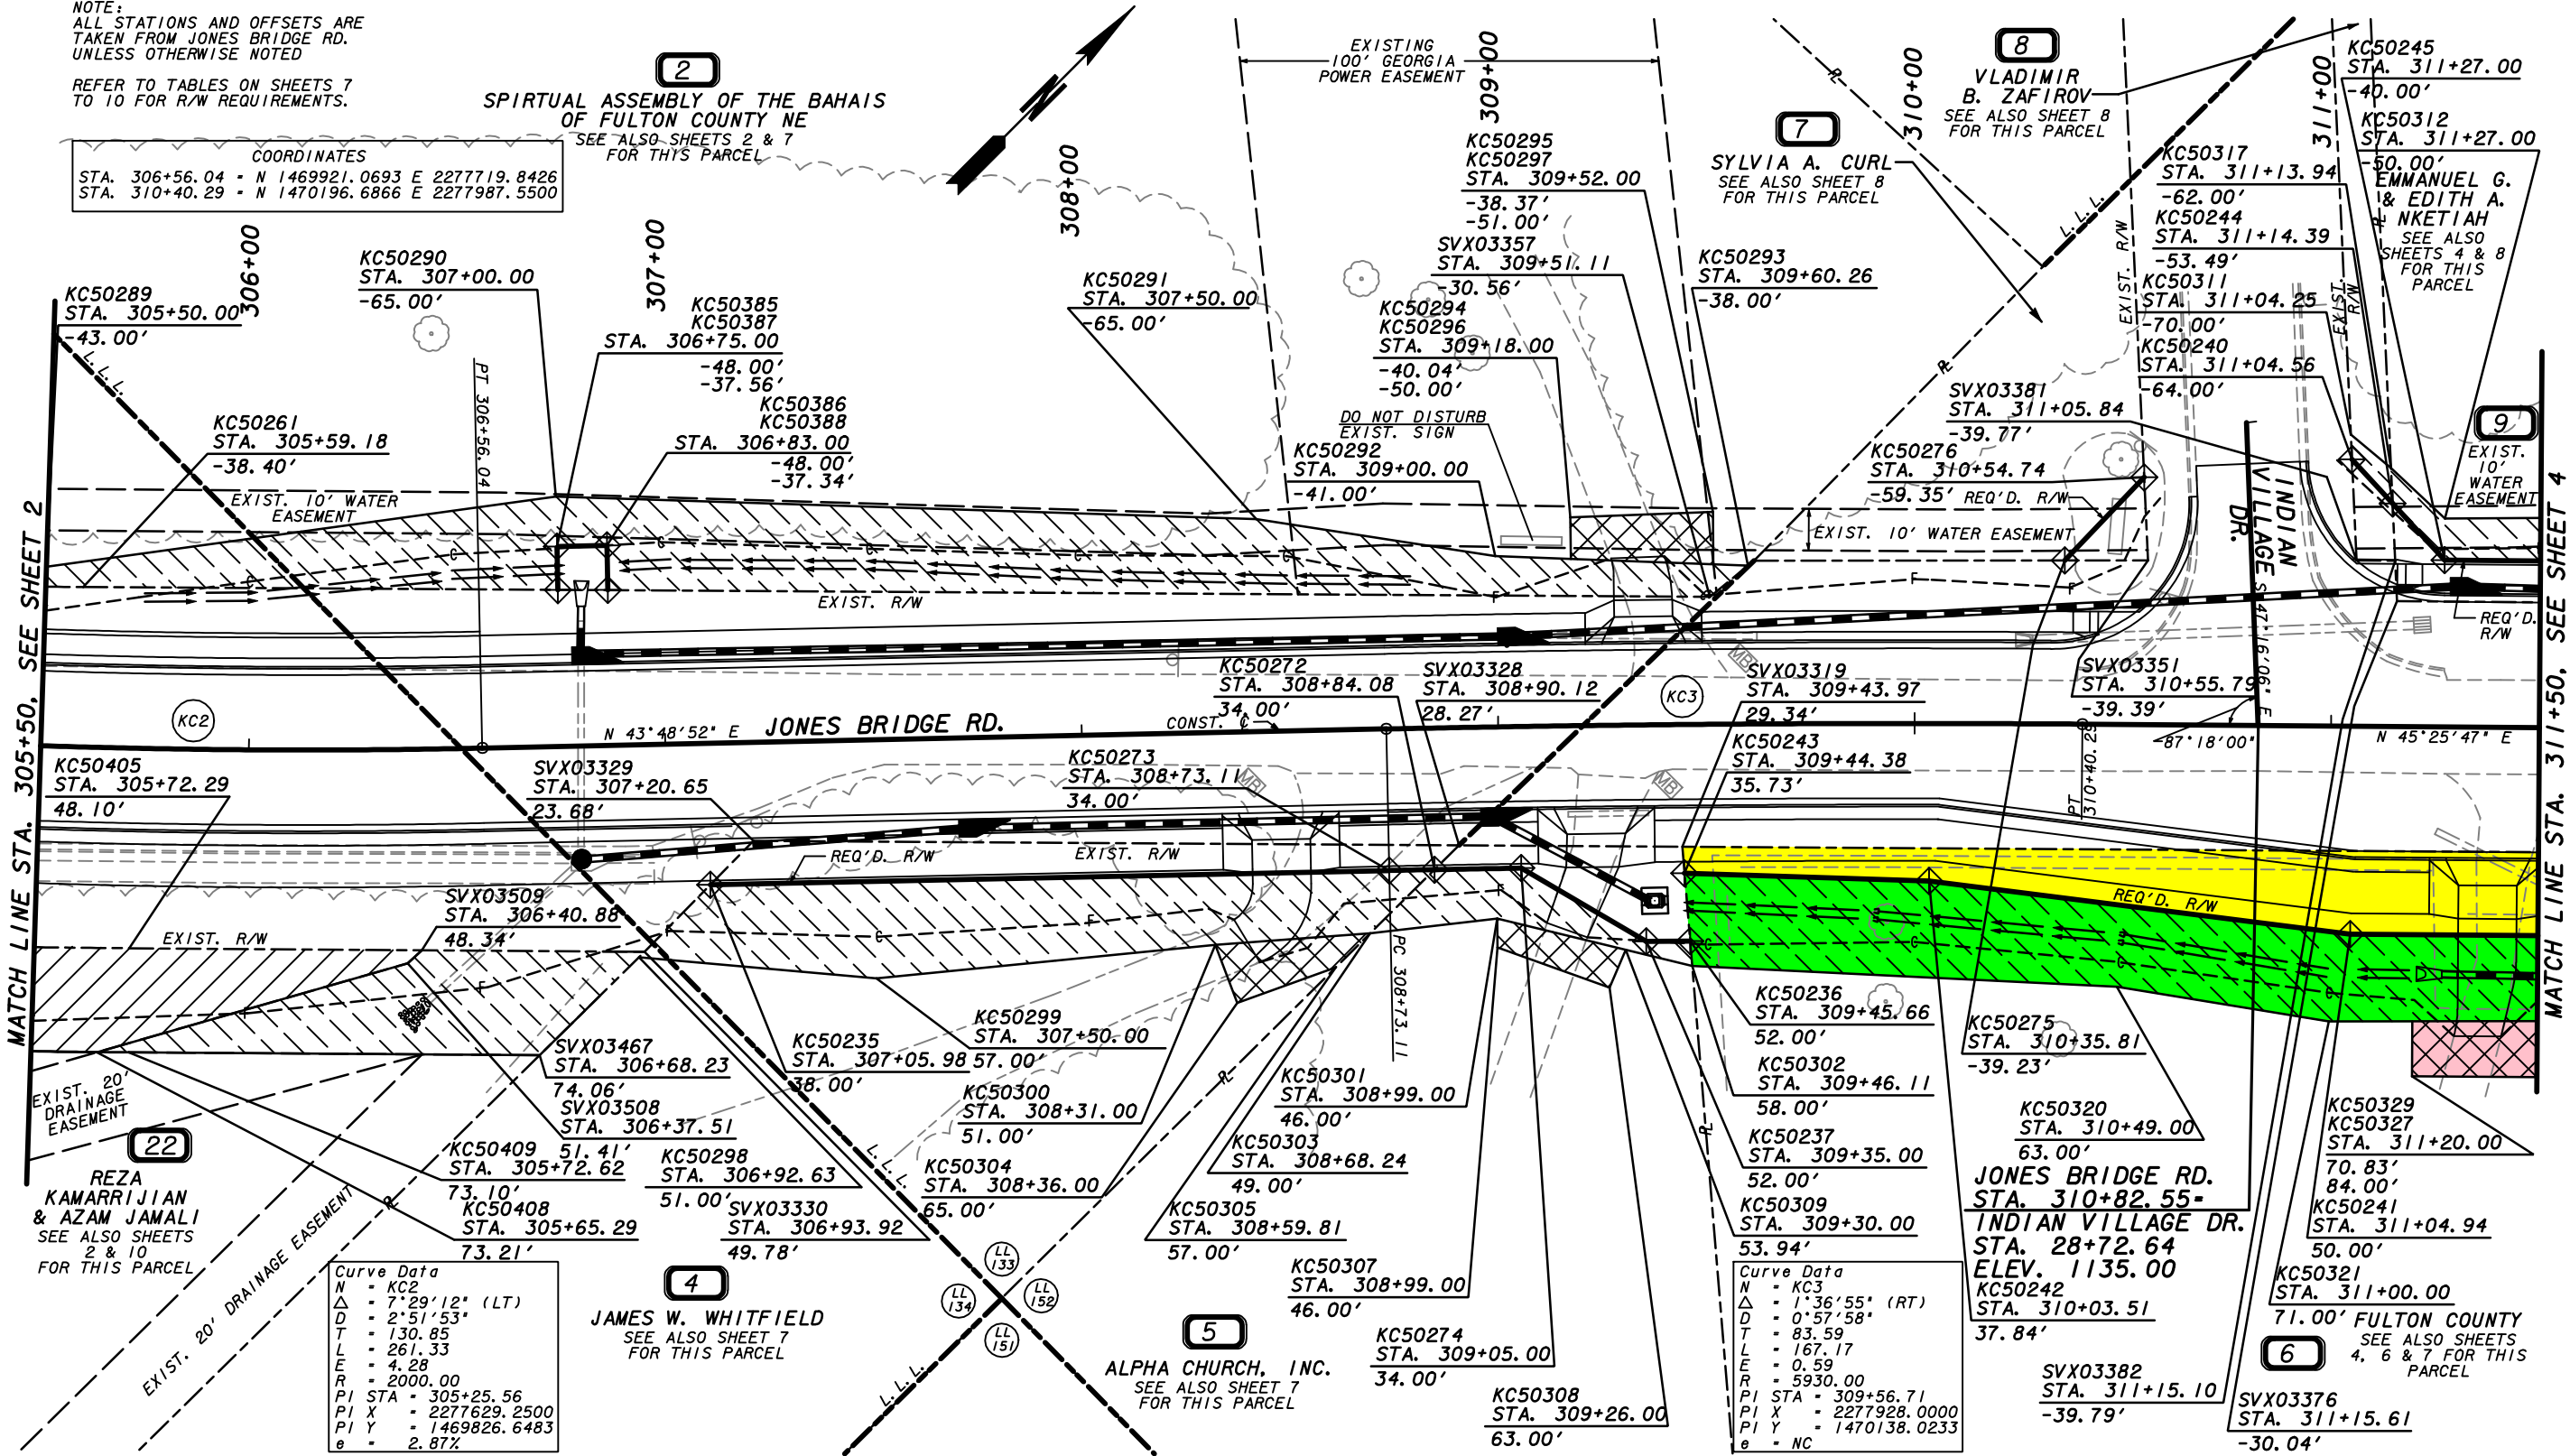 NOTE:
ALL STATIONS AND OFFSETS ARE
TAKEN FROM JONES BRIDGE RD.
UNLESS OTHERWISE NOTED
REFER TO TABLES ON SHEETS 7
TO 10 FOR R/W REQUIREMENTS.
COORDINATES
STA. 306+56.04 = N 1469921.0693 E 2277719.8426
STA. 310+40.29 = N 1470196.6866 E 2277987.5500
2
SPIRTUAL ASSEMBLY OF THE BAHAIS
OF FULTON COUNTY NE
SEE ALSO SHEETS 2 & 7
FOR THIS PARCEL
N
EXISTING
100' GEORGIA
POWER EASEMENT
7
SYLVIA A. CURL
SEE ALSO SHEET 8
FOR THIS PARCEL
8
VLADIMIR
B. ZAFIROV
SEE ALSO SHEET 8
FOR THIS PARCEL
306+00
307+00
308+00
309+00
310+00
311+00
KC50245
STA. 311+27.00
-40.00'
KC50312
STA. 311+27.00
-50.00'
EMMANUEL G.
& EDITH A.
NKETIAH
SEE ALSO
SHEETS 4 & 8
FOR THIS
PARCEL
9
EXIST.
10'
WATER
EASEMENT
KC50317
STA. 311+13.94
-62.00'
KC50244
STA. 311+14.39
-53.49'
KC50311
STA. 311+04.25
-70.00'
KC50240
STA. 311+04.56
-64.00'
KC50295
KC50297
STA. 309+52.00
-38.37'
-51.00'
SVX03357
STA. 309+51.11
-30.56'
KC50294
KC50296
STA. 309+18.00
-40.04'
-50.00'
DO NOT DISTURB
EXIST. SIGN
KC50292
STA. 309+00.00
-41.00'
KC50293
STA. 309+60.26
-38.00'
KC50291
STA. 307+50.00
-65.00'
KC50289
STA. 305+50.00
-43.00'
KC50290
STA. 307+00.00
-65.00'
KC50385
KC50387
STA. 306+75.00
-48.00'
-37.56'
KC50386
KC50388
STA. 306+83.00
-48.00'
-37.34'
KC50261
STA. 305+59.18
-38.40'
PT 306+56.04
EXIST. 10' WATER
EASEMENT
EXIST. R/W
L.L.L.
L.L.L.
EXIST. R/W
EXIST. R/W
SVX03381
STA. 311+05.84
-39.77'
KC50276
STA. 310+54.74
-59.35'
REQ'D. R/W
EXIST. 10' WATER EASEMENT
INDIAN
VILLAGE
DR.
S 47°16'06" E
REQ'D.
R/W
MATCH LINE STA. 305+50, SEE SHEET 2
MATCH LINE STA. 311+50, SEE SHEET 4
KC2
N 43°48'52" E
JONES BRIDGE RD.
CONST. ℄
KC3
KC50272
STA. 308+84.08
34.00'
SVX03328
STA. 308+90.12
28.27'
SVX03319
STA. 309+43.97
29.34'
KC50243
STA. 309+44.38
35.73'
SVX03351
STA. 310+55.79
-39.39'
-87°18'00"
N 45°25'47" E
PT
310+40.29
KC50405
STA. 305+72.29
48.10'
SVX03329
STA. 307+20.65
23.68'
KC50273
STA. 308+73.11
34.00'
MB
MB
MB
REQ'D. R/W
EXIST. R/W
REQ'D. R/W
EXIST. R/W
PC 308+73.11
SVX03509
STA. 306+40.88
48.34'
SVX03467
STA. 306+68.23
74.06'
SVX03508
STA. 306+37.51
51.41'
KC50235
STA. 307+05.98
38.00'
KC50299
STA. 307+50.00
57.00'
KC50300
STA. 308+31.00
51.00'
KC50301
STA. 308+99.00
46.00'
KC50303
STA. 308+68.24
49.00'
KC50304
STA. 308+36.00
65.00'
KC50305
STA. 308+59.81
57.00'
KC50307
STA. 308+99.00
46.00'
KC50274
STA. 309+05.00
34.00'
KC50308
STA. 309+26.00
63.00'
KC50236
STA. 309+45.66
52.00'
KC50302
STA. 309+46.11
58.00'
KC50237
STA. 309+35.00
52.00'
KC50309
STA. 309+30.00
53.94'
KC50275
STA. 310+35.81
-39.23'
KC50320
STA. 310+49.00
63.00'
JONES BRIDGE RD.
STA. 310+82.55=
INDIAN VILLAGE DR.
STA. 28+72.64
ELEV. 1135.00
KC50242
STA. 310+03.51
37.84'
KC50329
KC50327
STA. 311+20.00
70.83'
84.00'
KC50241
STA. 311+04.94
50.00'
KC50321
STA. 311+00.00
71.00'
SVX03382
STA. 311+15.10
-39.79'
SVX03376
STA. 311+15.61
-30.04'
6
FULTON COUNTY
SEE ALSO SHEETS
4, 6 & 7 FOR THIS
PARCEL
EXIST. 20'
DRAINAGE
EASEMENT
22
REZA
KAMARRIJIAN
& AZAM JAMALI
SEE ALSO SHEETS
2 & 10
FOR THIS PARCEL
EXIST. 20' DRAINAGE EASEMENT
KC50409
STA. 305+72.62
73.10'
KC50408
STA. 305+65.29
73.21'
KC50298
STA. 306+92.63
51.00'
SVX03330
STA. 306+93.92
49.78'
Curve Data
N = KC2
△ = 7°29'12" (LT)
D = 2°51'53"
T = 130.85
L = 261.33
E = 4.28
R = 2000.00
PI STA = 305+25.56
PI X = 2277629.2500
PI Y = 1469826.6483
e = 2.87%
4
JAMES W. WHITFIELD
SEE ALSO SHEET 7
FOR THIS PARCEL
L.L.L.
LL
133
LL
134
LL
152
LL
151
L.L.L.
5
ALPHA CHURCH, INC.
SEE ALSO SHEET 7
FOR THIS PARCEL
Curve Data
N = KC3
△ = 1°36'55" (RT)
D = 0°57'58"
T = 83.59
L = 167.17
E = 0.59
R = 5930.00
PI STA = 309+56.71
PI X = 2277928.0000
PI Y = 1470138.0233
e = NC